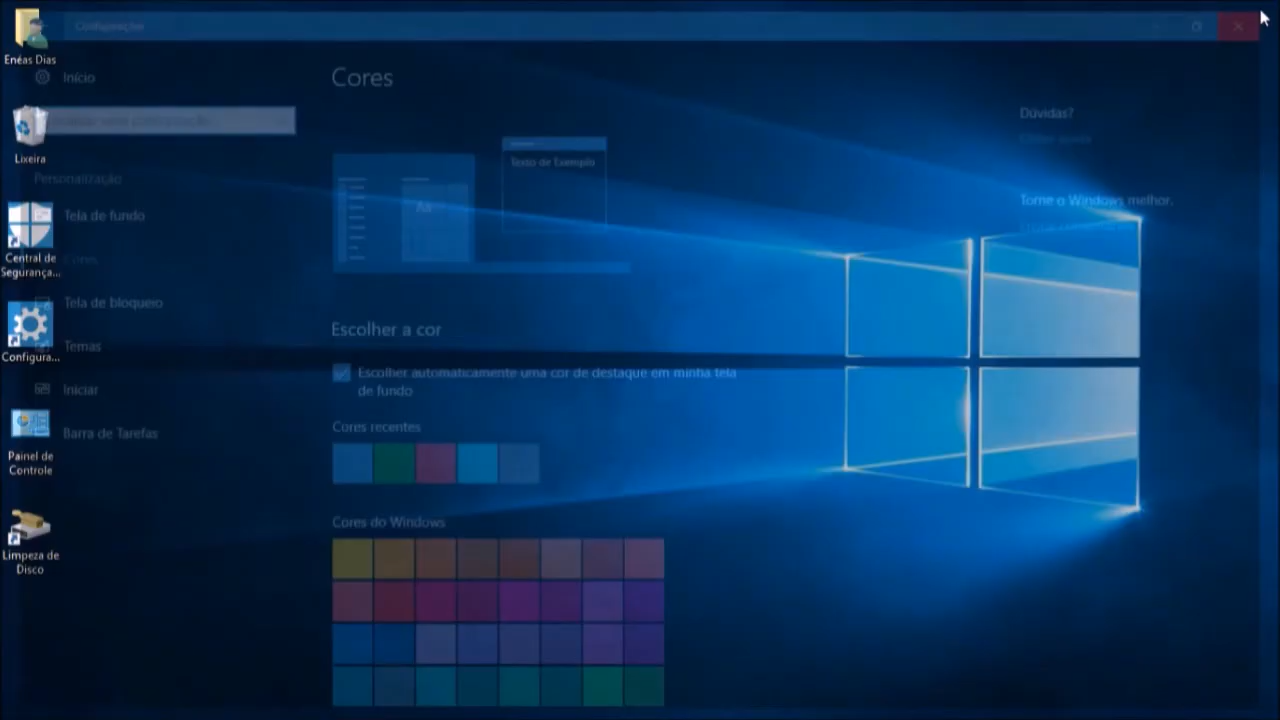 Enéas Dias
Lixeira
Central de
Segurança...
Configura...
Painel de
Controle
Limpeza de
Disco
Configurações
Início
Personalização
Tela de fundo
Cores
Tela de bloqueio
Temas
Iniciar
Barra de Tarefas
Cores
Texto de Exemplo
Aa
Escolher a cor
Escolher automaticamente uma cor de destaque em minha tela
de fundo
Cores recentes
Cores do Windows
Dúvidas?
Torne o Windows melhor.